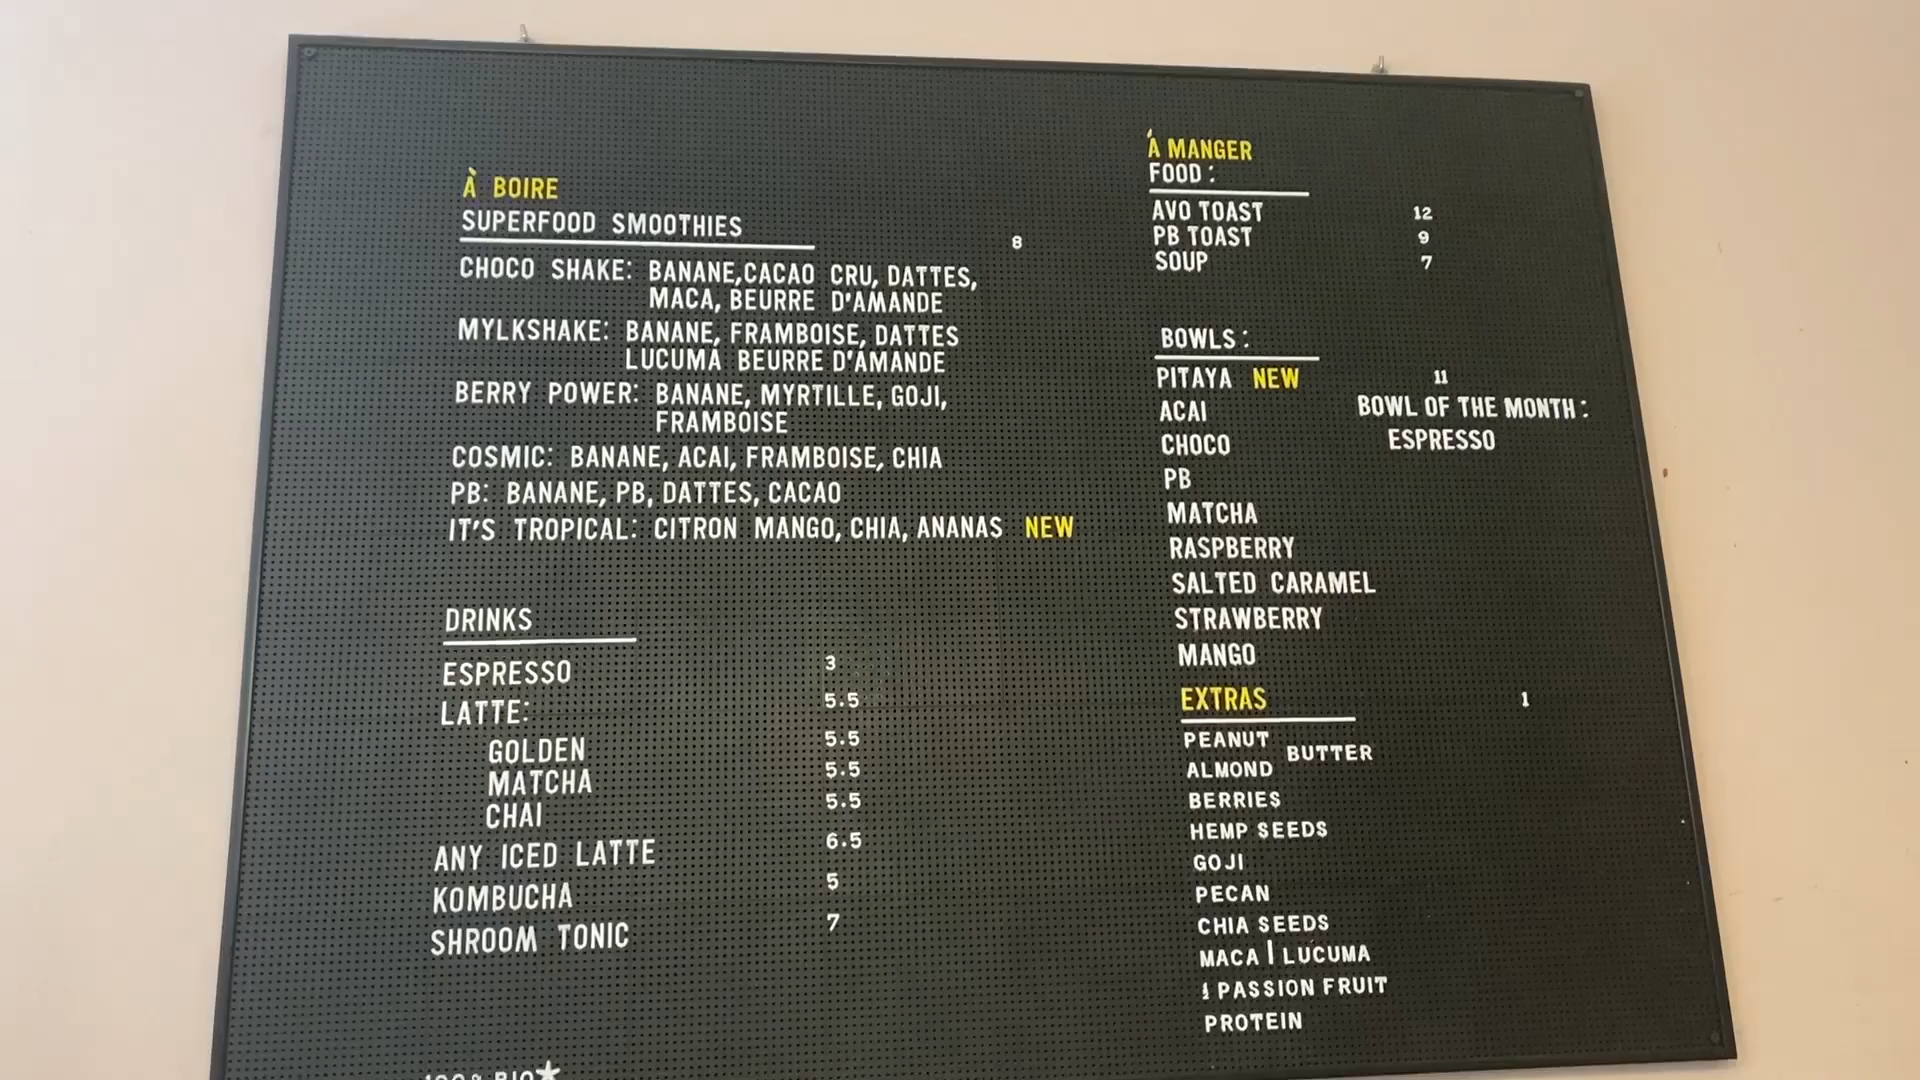 À BOIRE
SUPERFOOD SMOOTHIES 8
CHOCO SHAKE: BANANE,CACAO CRU, DATTES,
MACA, BEURRE D'AMANDE
MYLKSHAKE: BANANE, FRAMBOISE, DATTES
LUCUMA BEURRE D'AMANDE
BERRY POWER: BANANE, MYRTILLE, GOJI,
FRAMBOISE
COSMIC: BANANE, ACAI, FRAMBOISE, CHIA
PB: BANANE, PB, DATTES, CACAO
IT'S TROPICAL: CITRON MANGO, CHIA, ANANAS NEW
DRINKS
ESPRESSO 3
LATTE: 5.5
GOLDEN 5.5
MATCHA 5.5
CHAI 5.5
ANY ICED LATTE 6.5
KOMBUCHA 5
SHROOM TONIC 7
100% BIO★
Á MANGER
FOOD :
AVO TOAST 12
PB TOAST 9
SOUP 7
BOWLS :
PITAYA NEW 11
ACAI
CHOCO
PB
MATCHA
RASPBERRY
SALTED CARAMEL
STRAWBERRY
MANGO
BOWL OF THE MONTH :
ESPRESSO
EXTRAS 1
PEANUT
BUTTER
ALMOND
BERRIES
HEMP SEEDS
GOJI
PECAN
CHIA SEEDS
MACA | LUCUMA
PASSION FRUIT
PROTEIN